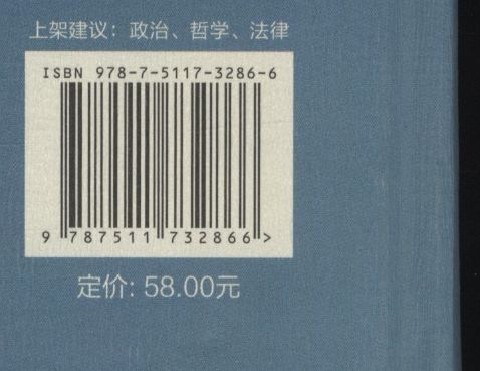 上架建议：政治、哲学、法律
ISBN 978-7-5117-3286-6
9 787511 732866 >
定价: 58.00元